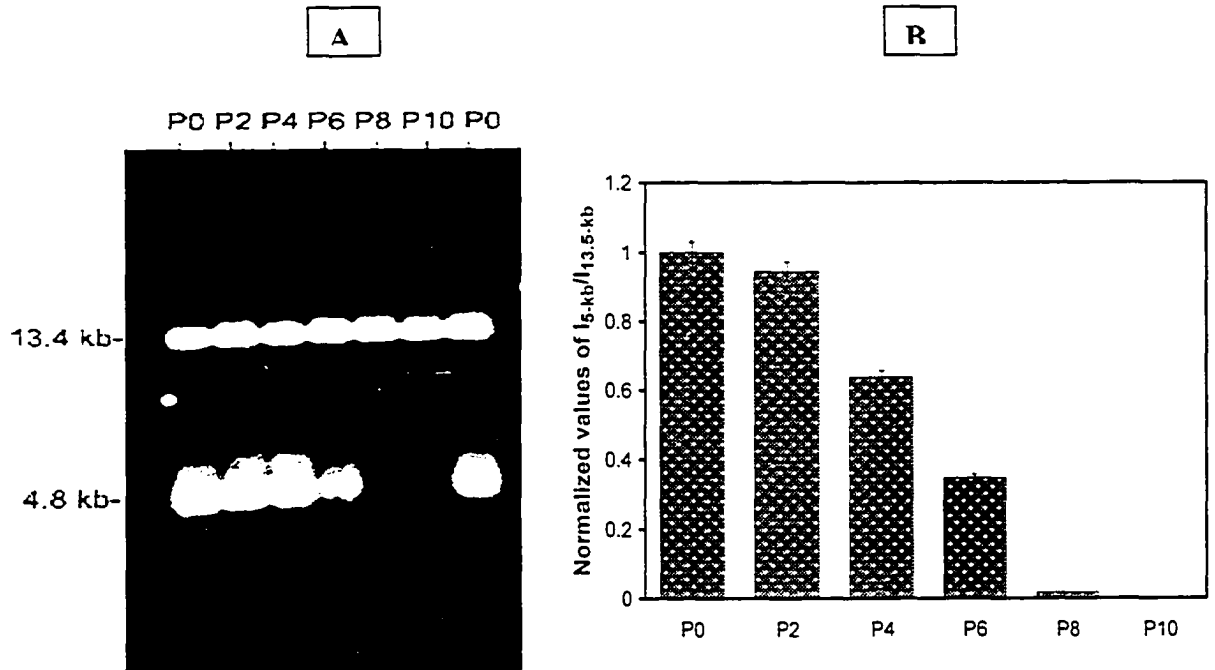 A
B
P0 P2 P4 P6 P8 P10 P0
13.4 kb-
4.8 kb-
Normalized values of I5-kb/I13.5-kb
1.2
1
0.8
0.6
0.4
0.2
0
P0 P2 P4 P6 P8 P10